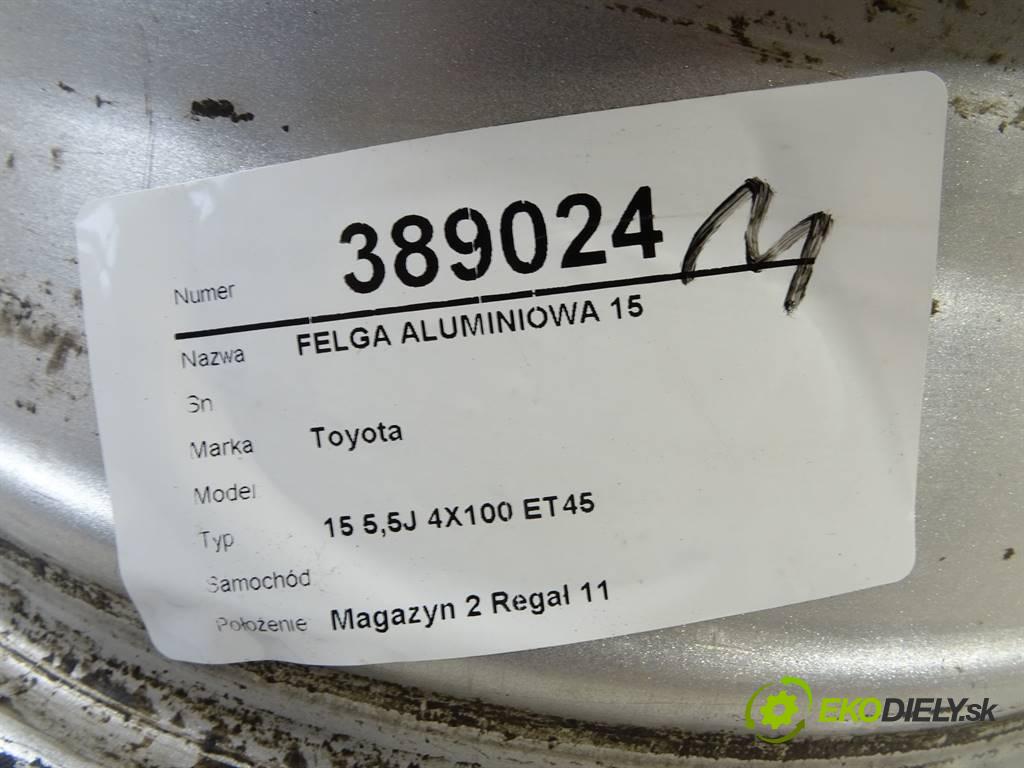 Numer 389024 M
Nazwa FELGA ALUMINIOWA 15
Sn
Marka Toyota
Model
Typ 15 5,5J 4X100 ET45
Samochód
Położenie Magazyn 2 Regał 11
EKODIELY.sk